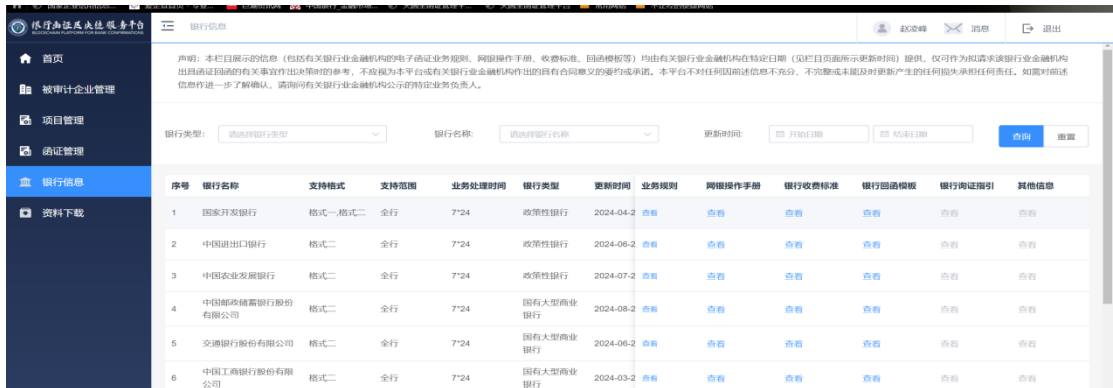 银行函证区块链服务平台
BLOCKCHAIN PLATFORM FOR BANK CONFIRMATIONS
银行信息
赵凌峰
消息
退出
首页
被审计企业管理
项目管理
函证管理
银行信息
资料下载
声明：本栏目展示的信息（包括有关银行业金融机构的电子函证业务规则、网银操作手册、收费标准、回函模板等）均由有关银行业金融机构在特定日期（见栏目页面所示更新时间）提供，仅可作为拟请求该银行业金融机构
出具函证回函的有关事宜作出决策时的参考，不应视为本平台或有关银行业金融机构作出的具有合同意义的要约或承诺。本平台不对任何因前述信息不充分、不完整或未能及时更新产生的任何损失承担任何责任。如需对前述
信息作进一步了解确认，请询问有关银行业金融机构公示的特定业务负责人。
银行类型： 请选择银行类型 银行名称: 请选择银行名称 更新时间: 开始日期 结束日期 查询 重置
序号 银行名称 支持格式 支持范围 业务处理时间 银行类型 更新时间 业务规则 网银操作手册 银行收费标准 银行回函模板 银行询证指引 其他信息
1 国家开发银行 格式一,格式二 全行 7*24 政策性银行 2024-04-2 查看 查看 查看 查看 查看 查看
2 中国进出口银行 格式二 全行 7*24 政策性银行 2024-06-2 查看 查看 查看 查看 查看 查看
3 中国农业发展银行 格式二 全行 7*24 政策性银行 2024-07-2 查看 查看 查看 查看 查看 查看
4 中国邮政储蓄银行股份有限公司 格式二 全行 7*24 国有大型商业银行 2024-08-2 查看 查看 查看 查看 查看 查看
5 交通银行股份有限公司 格式二 全行 7*24 国有大型商业银行 2024-06-2 查看 查看 查看 查看 查看 查看
6 中国工商银行股份有限公司 格式二 全行 7*24 国有大型商业银行 2024-03-2 查看 查看 查看 查看 查看 查看